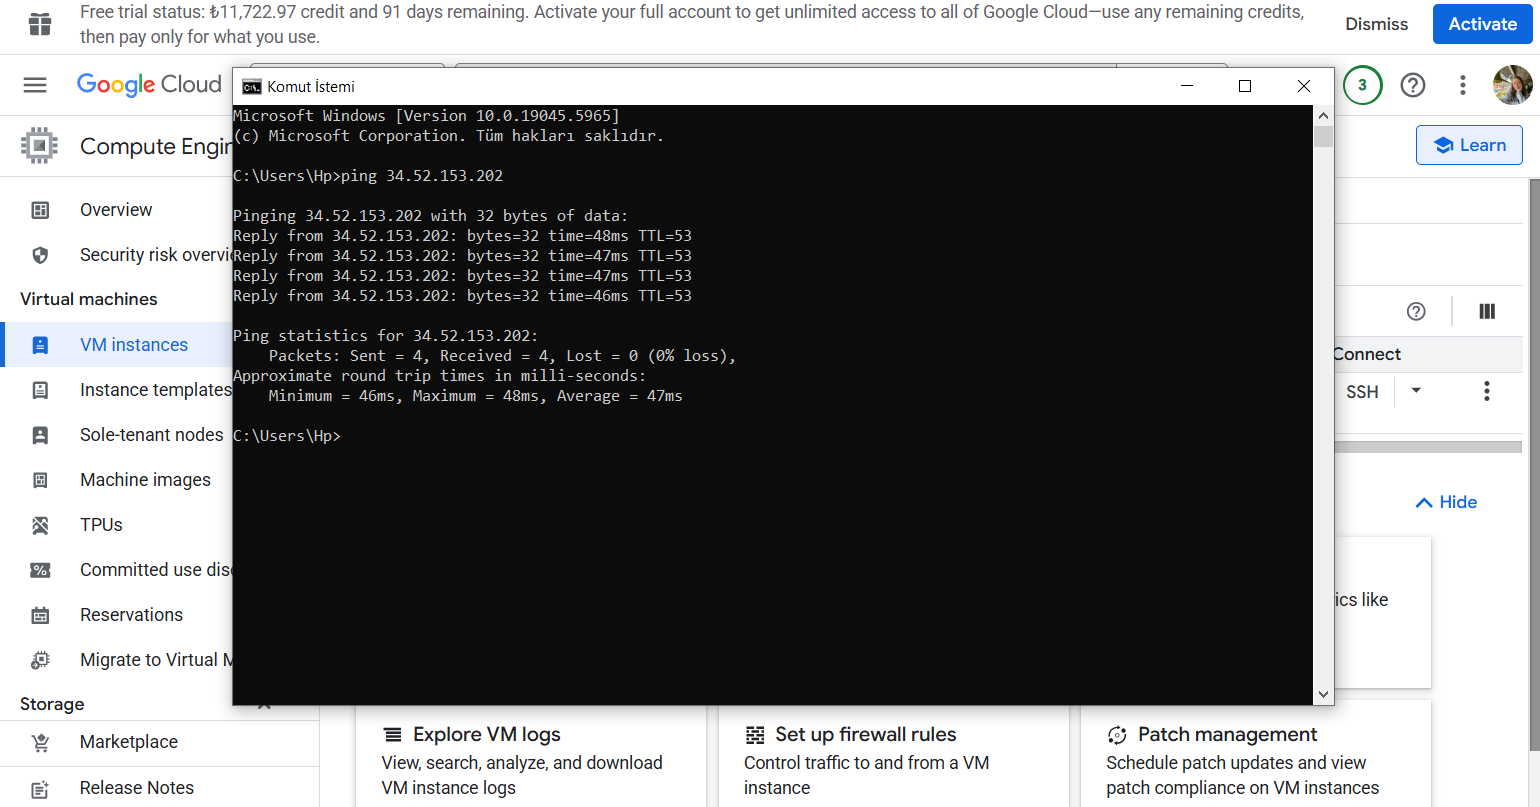 Free trial status: ₺11,722.97 credit and 91 days remaining. Activate your full account to get unlimited access to all of Google Cloud—use any remaining credits,
then pay only for what you use.
Dismiss
Activate
Google Cloud
3
Compute Engin
Learn
Overview
Security risk overvi
Virtual machines
VM instances
Instance templates
Sole-tenant nodes
Machine images
TPUs
Committed use dis
Reservations
Migrate to Virtual M
Storage
Marketplace
Release Notes
Komut İstemi
Microsoft Windows [Version 10.0.19045.5965]
(c) Microsoft Corporation. Tüm hakları saklıdır.
C:\Users\Hp>ping 34.52.153.202
Pinging 34.52.153.202 with 32 bytes of data:
Reply from 34.52.153.202: bytes=32 time=48ms TTL=53
Reply from 34.52.153.202: bytes=32 time=47ms TTL=53
Reply from 34.52.153.202: bytes=32 time=47ms TTL=53
Reply from 34.52.153.202: bytes=32 time=46ms TTL=53
Ping statistics for 34.52.153.202:
Packets: Sent = 4, Received = 4, Lost = 0 (0% loss),
Approximate round trip times in milli-seconds:
Minimum = 46ms, Maximum = 48ms, Average = 47ms
C:\Users\Hp>
Connect
SSH
Hide
ics like
Explore VM logs
View, search, analyze, and download
VM instance logs
Set up firewall rules
Control traffic to and from a VM
instance
Patch management
Schedule patch updates and view
patch compliance on VM instances